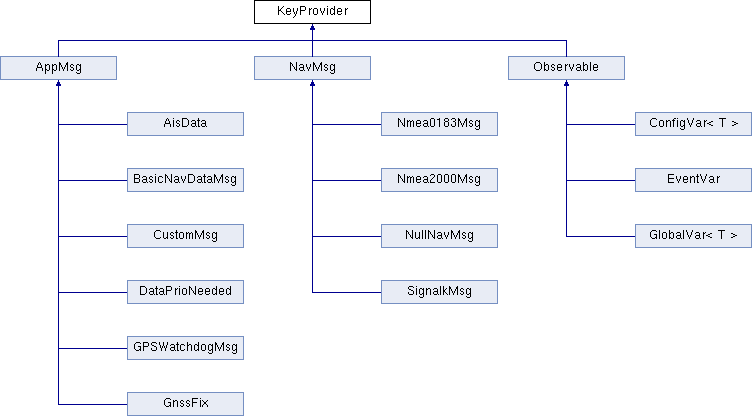 KeyProvider
AppMsg
NavMsg
Observable
AisData
Nmea0183Msg
ConfigVar< T >
BasicNavDataMsg
Nmea2000Msg
EventVar
CustomMsg
NullNavMsg
GlobalVar< T >
DataPrioNeeded
SignalkMsg
GPSWatchdogMsg
GnssFix